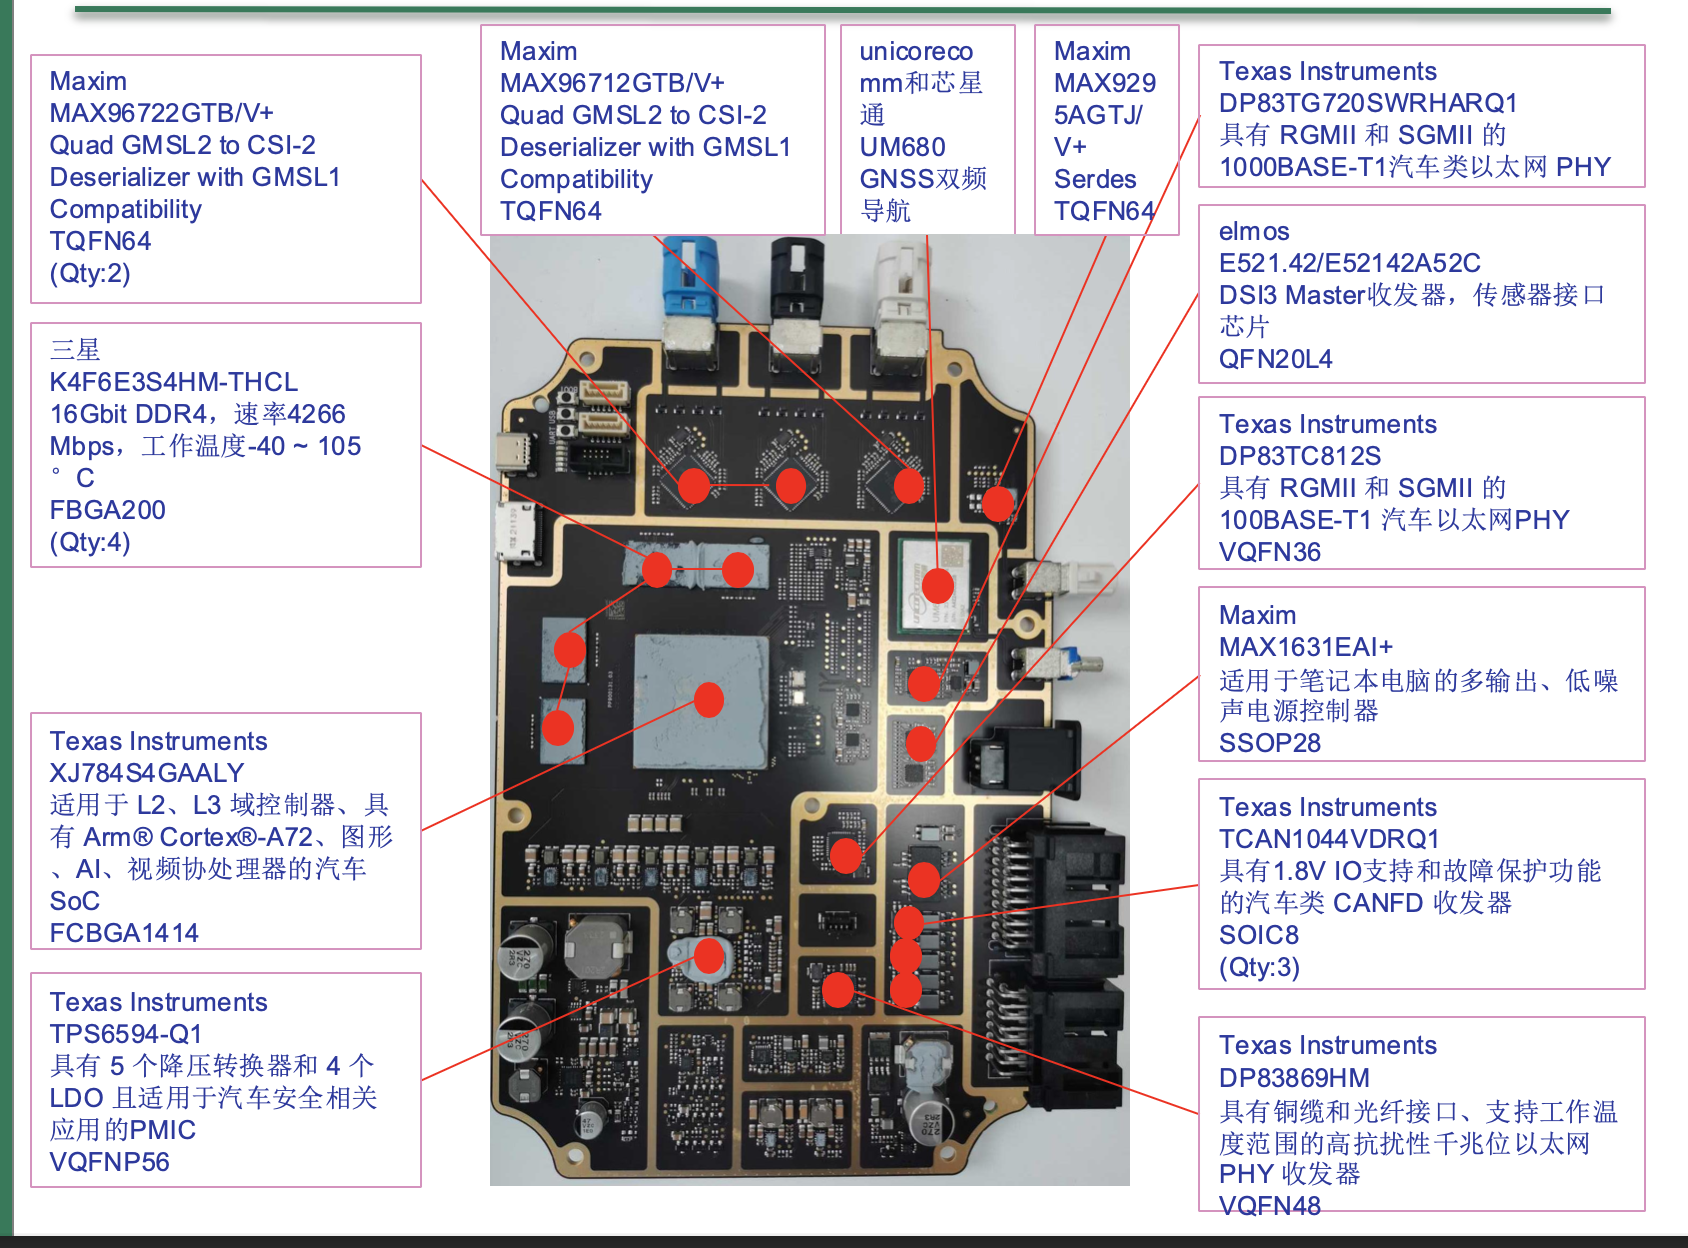 Maxim
MAX96722GTB/V+
Quad GMSL2 to CSI-2
Deserializer with GMSL1
Compatibility
TQFN64
(Qty:2)
三星
K4F6E3S4HM-THCL
16Gbit DDR4，速率4266
Mbps，工作温度-40 ~ 105
°C
FBGA200
(Qty:4)
Texas Instruments
XJ784S4GAALY
适用于 L2、L3 域控制器、具
有 Arm® Cortex®-A72、图形
、AI、视频协处理器的汽车
SoC
FCBGA1414
Texas Instruments
TPS6594-Q1
具有 5 个降压转换器和 4 个
LDO 且适用于汽车安全相关
应用的PMIC
VQFNP56
Maxim
MAX96712GTB/V+
Quad GMSL2 to CSI-2
Deserializer with GMSL1
Compatibility
TQFN64
unicoreco
mm和芯星
通
UM680
GNSS双频
导航
Maxim
MAX929
5AGTJ/
V+
Serdes
TQFN64
Texas Instruments
DP83TG720SWRHARQ1
具有 RGMII 和 SGMII 的
1000BASE-T1汽车类以太网 PHY
elmos
E521.42/E52142A52C
DSI3 Master收发器，传感器接口
芯片
QFN20L4
Texas Instruments
DP83TC812S
具有 RGMII 和 SGMII 的
100BASE-T1 汽车以太网PHY
VQFN36
Maxim
MAX1631EAI+
适用于笔记本电脑的多输出、低噪
声电源控制器
SSOP28
Texas Instruments
TCAN1044VDRQ1
具有1.8V IO支持和故障保护功能
的汽车类 CANFD 收发器
SOIC8
(Qty:3)
Texas Instruments
DP83869HM
具有铜缆和光纤接口、支持工作温
度范围的高抗扰性千兆位以太网
PHY 收发器
VQFN48